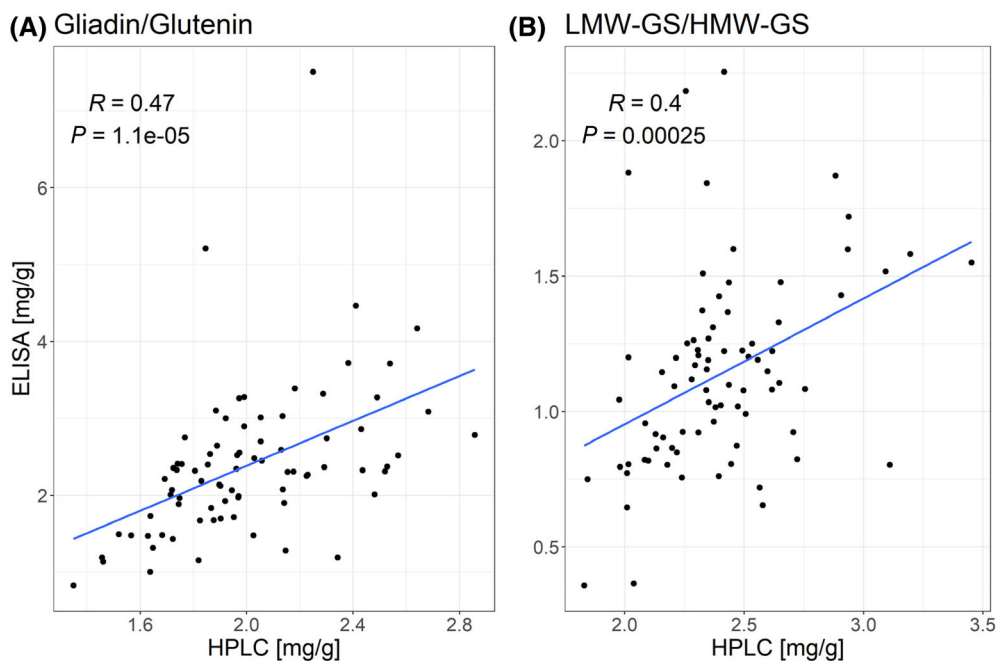 (A) Gliadin/Glutenin
R = 0.47
P = 1.1e-05
ELISA [mg/g]
6
4
2
1.6 2.0 2.4 2.8
HPLC [mg/g]
(B) LMW-GS/HMW-GS
R = 0.4
P = 0.00025
2.0
1.5
1.0
0.5
2.0 2.5 3.0 3.5
HPLC [mg/g]